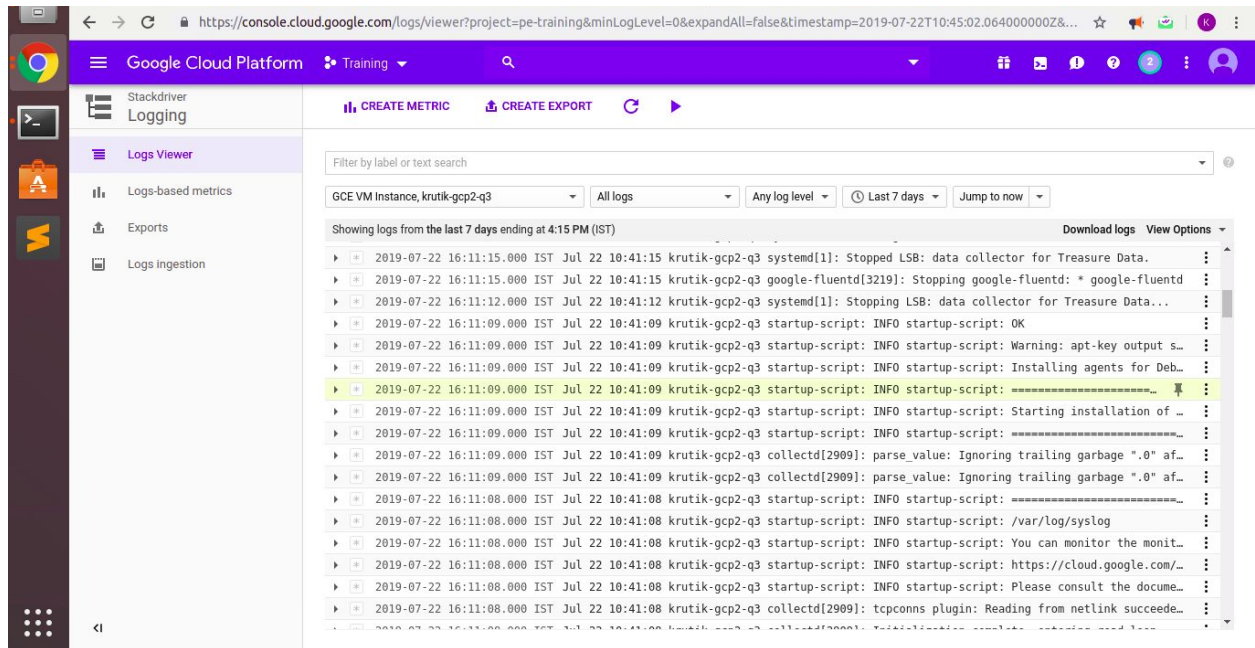 https://console.cloud.google.com/logs/viewer?project=pe-training&minLogLevel=0&expandAll=false&timestamp=2019-07-22T10:45:02.064000000Z&... K
Google Cloud Platform Training 2
Stackdriver
Logging
CREATE METRIC CREATE EXPORT
Logs Viewer
Logs-based metrics
Exports
Logs ingestion
Filter by label or text search
GCE VM Instance, krutik-gcp2-q3 All logs Any log level Last 7 days Jump to now
Showing logs from the last 7 days ending at 4:15 PM (IST) Download logs View Options
2019-07-22 16:11:15.000 IST Jul 22 10:41:15 krutik-gcp2-q3 systemd[1]: Stopped LSB: data collector for Treasure Data.
2019-07-22 16:11:15.000 IST Jul 22 10:41:15 krutik-gcp2-q3 google-fluentd[3219]: Stopping google-fluentd: * google-fluentd
2019-07-22 16:11:12.000 IST Jul 22 10:41:12 krutik-gcp2-q3 systemd[1]: Stopping LSB: data collector for Treasure Data...
2019-07-22 16:11:09.000 IST Jul 22 10:41:09 krutik-gcp2-q3 startup-script: INFO startup-script: OK
2019-07-22 16:11:09.000 IST Jul 22 10:41:09 krutik-gcp2-q3 startup-script: INFO startup-script: Warning: apt-key output s…
2019-07-22 16:11:09.000 IST Jul 22 10:41:09 krutik-gcp2-q3 startup-script: INFO startup-script: Installing agents for Deb…
2019-07-22 16:11:09.000 IST Jul 22 10:41:09 krutik-gcp2-q3 startup-script: INFO startup-script: =====================…
2019-07-22 16:11:09.000 IST Jul 22 10:41:09 krutik-gcp2-q3 startup-script: INFO startup-script: Starting installation of …
2019-07-22 16:11:09.000 IST Jul 22 10:41:09 krutik-gcp2-q3 startup-script: INFO startup-script: =========================…
2019-07-22 16:11:09.000 IST Jul 22 10:41:09 krutik-gcp2-q3 collectd[2909]: parse_value: Ignoring trailing garbage ".0" af…
2019-07-22 16:11:09.000 IST Jul 22 10:41:09 krutik-gcp2-q3 collectd[2909]: parse_value: Ignoring trailing garbage ".0" af…
2019-07-22 16:11:08.000 IST Jul 22 10:41:08 krutik-gcp2-q3 startup-script: INFO startup-script: =========================…
2019-07-22 16:11:08.000 IST Jul 22 10:41:08 krutik-gcp2-q3 startup-script: INFO startup-script: /var/log/syslog
2019-07-22 16:11:08.000 IST Jul 22 10:41:08 krutik-gcp2-q3 startup-script: INFO startup-script: You can monitor the monit…
2019-07-22 16:11:08.000 IST Jul 22 10:41:08 krutik-gcp2-q3 startup-script: INFO startup-script: https://cloud.google.com/…
2019-07-22 16:11:08.000 IST Jul 22 10:41:08 krutik-gcp2-q3 startup-script: INFO startup-script: Please consult the docume…
2019-07-22 16:11:08.000 IST Jul 22 10:41:08 krutik-gcp2-q3 collectd[2909]: tcpconns plugin: Reading from netlink succeede…